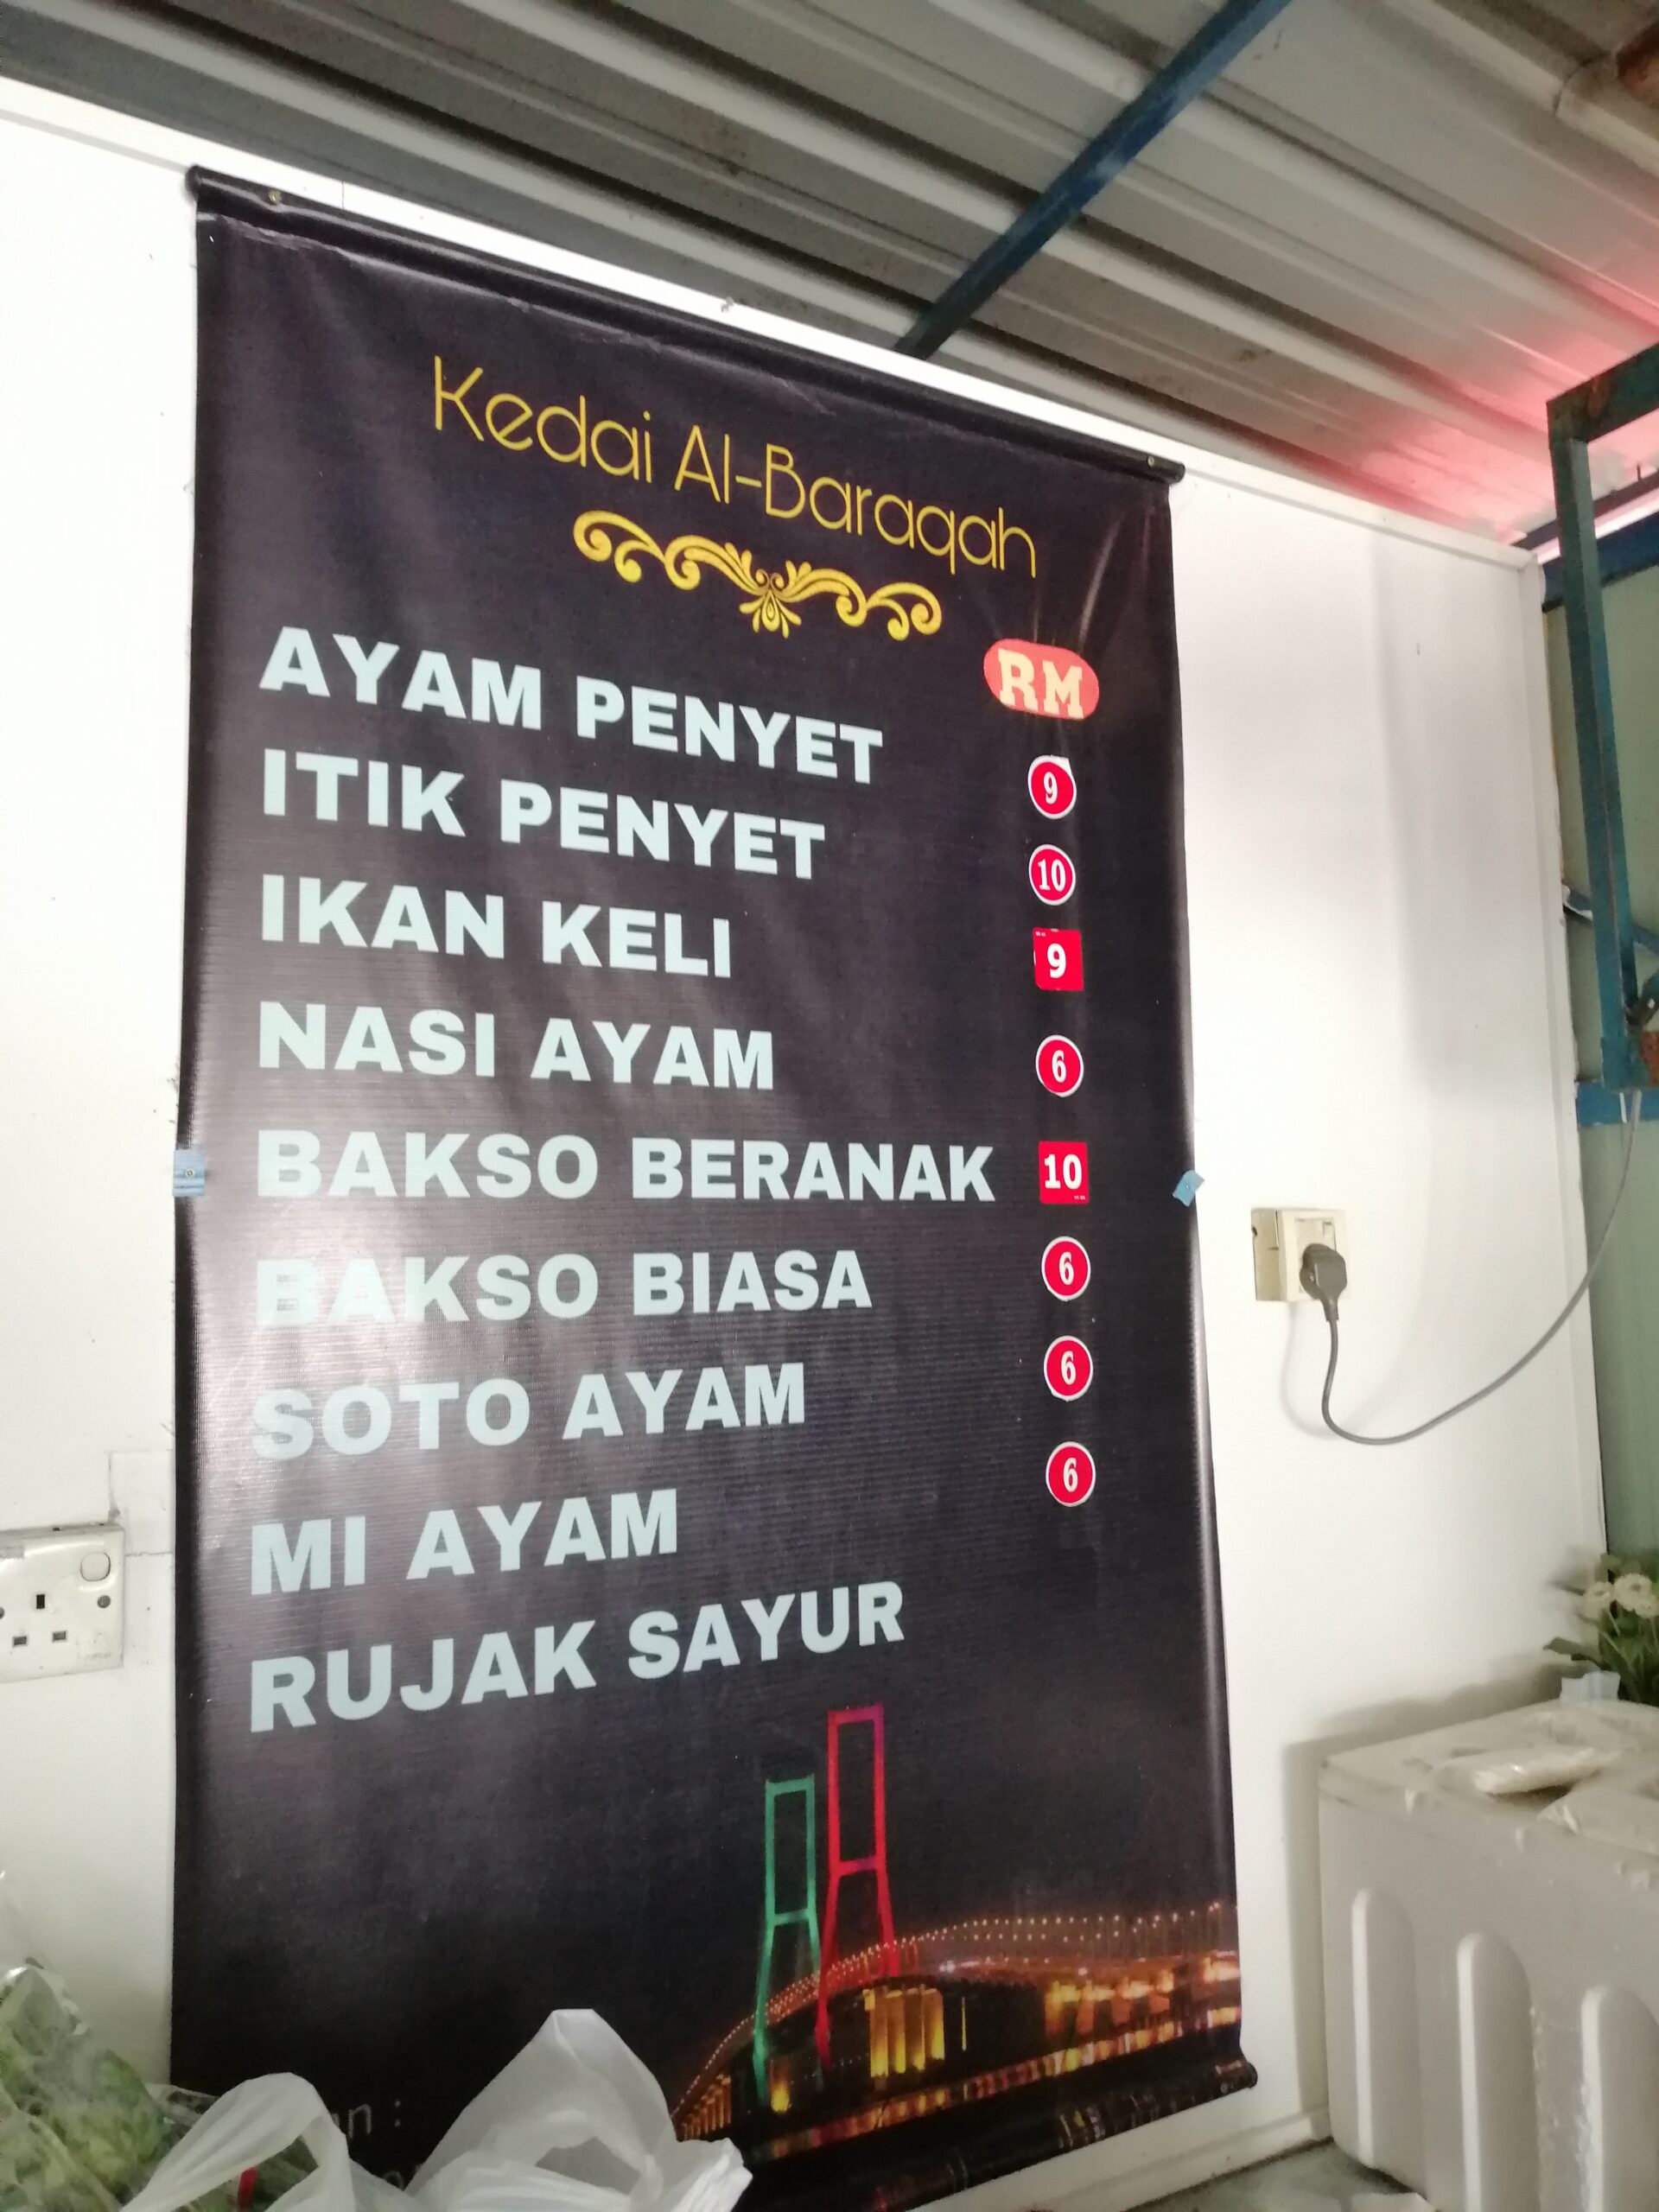 Kedai Al-Baraqah
RM
AYAM PENYET 9
ITIK PENYET 10
IKAN KELI 9
NASI AYAM 6
BAKSO BERANAK 10
BAKSO BIASA 6
SOTO AYAM 6
MI AYAM 6
RUJAK SAYUR